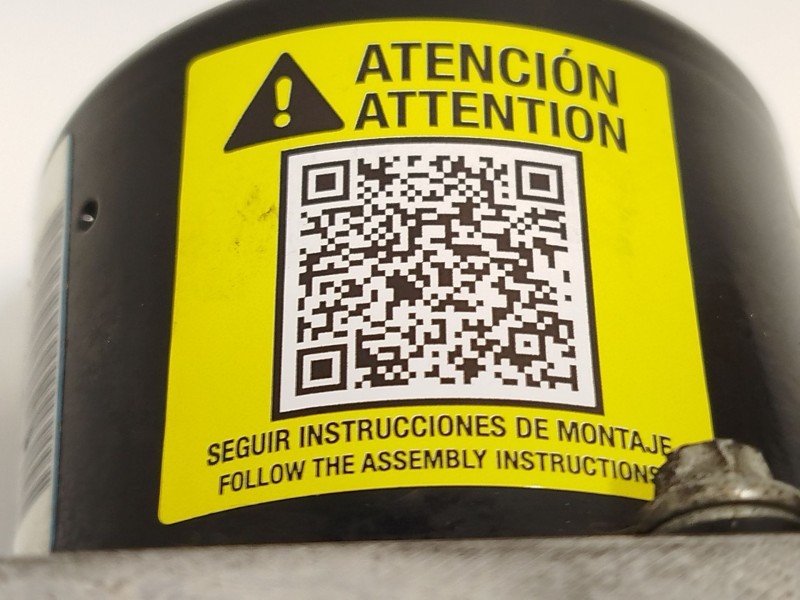 ATENCIÓN
ATTENTION
SEGUIR INSTRUCCIONES DE MONTAJE
FOLLOW THE ASSEMBLY INSTRUCTIONS